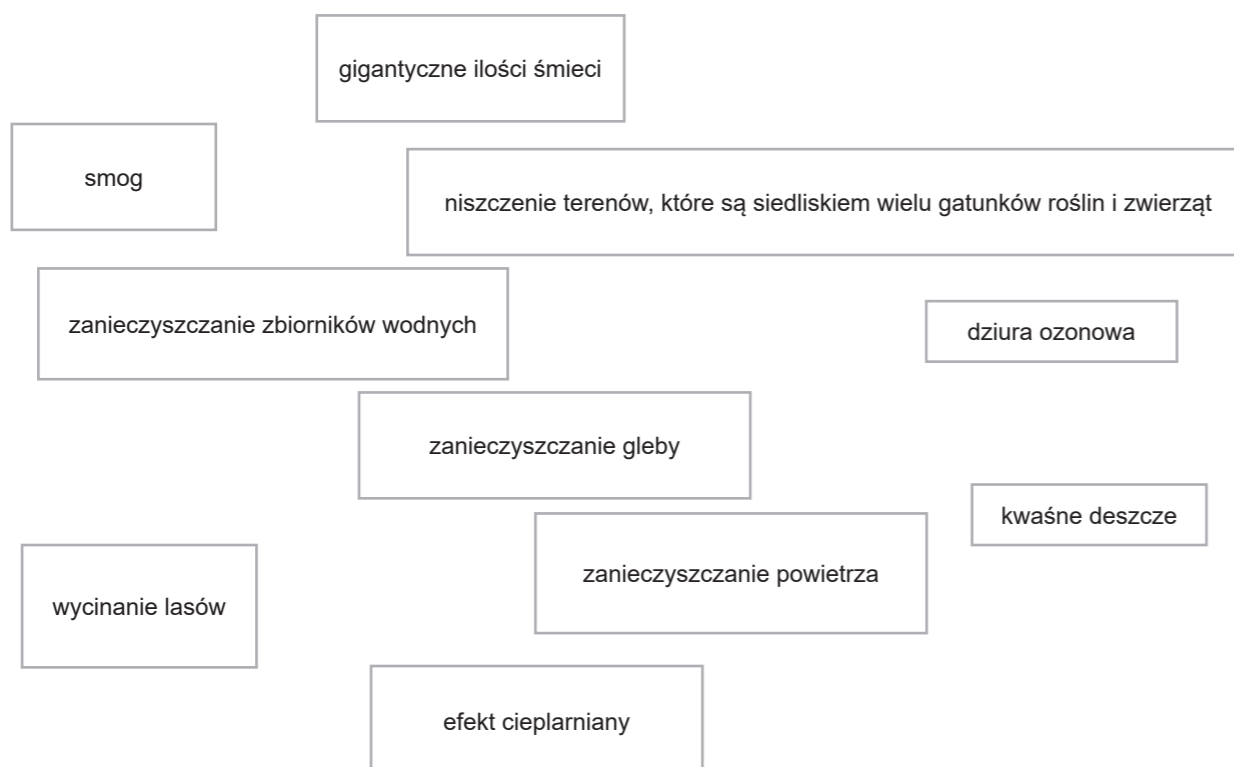 gigantyczne ilości śmieci
smog
niszczenie terenów, które są siedliskiem wielu gatunków roślin i zwierząt
zanieczyszczanie zbiorników wodnych
dziura ozonowa
zanieczyszczanie gleby
kwaśne deszcze
zanieczyszczanie powietrza
wycinanie lasów
efekt cieplarniany